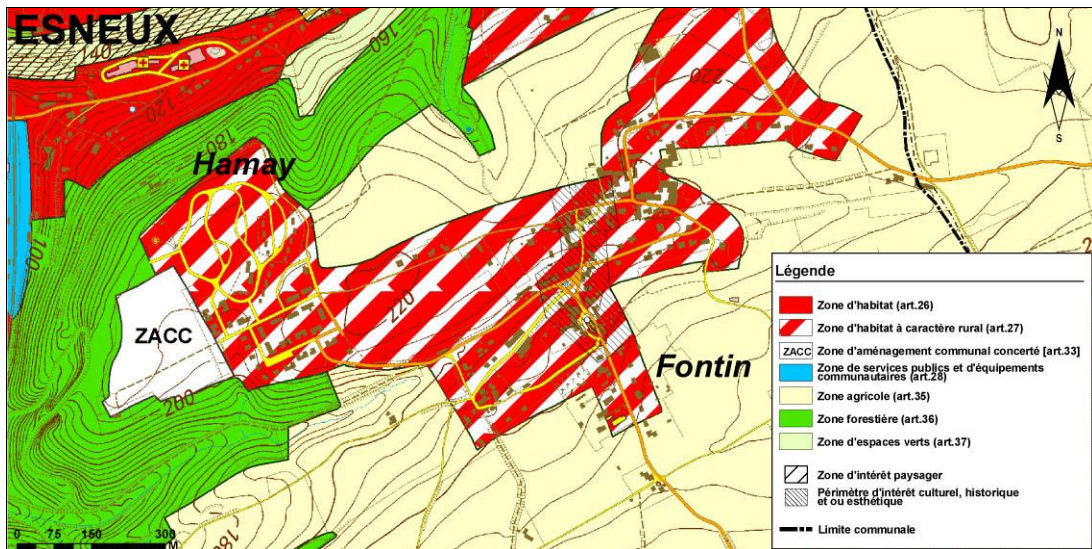 ESNEUX
140
160
120
180
Hamay
220
N
S
100
220
ZACC
200
Fontin
Légende
Zone d'habitat (art.26)
Zone d'habitat à caractère rural (art.27)
ZACC Zone d'aménagement communal concerté [art.33]
Zone de services publics et d'équipements
communautaires (art.28)
Zone agricole (art.35)
Zone forestière (art.36)
Zone d'espaces verts (art.37)
Zone d'intérêt paysager
Périmètre d'intérêt culturel, historique
et ou esthétique
Limite communale
0 75 150 300
M